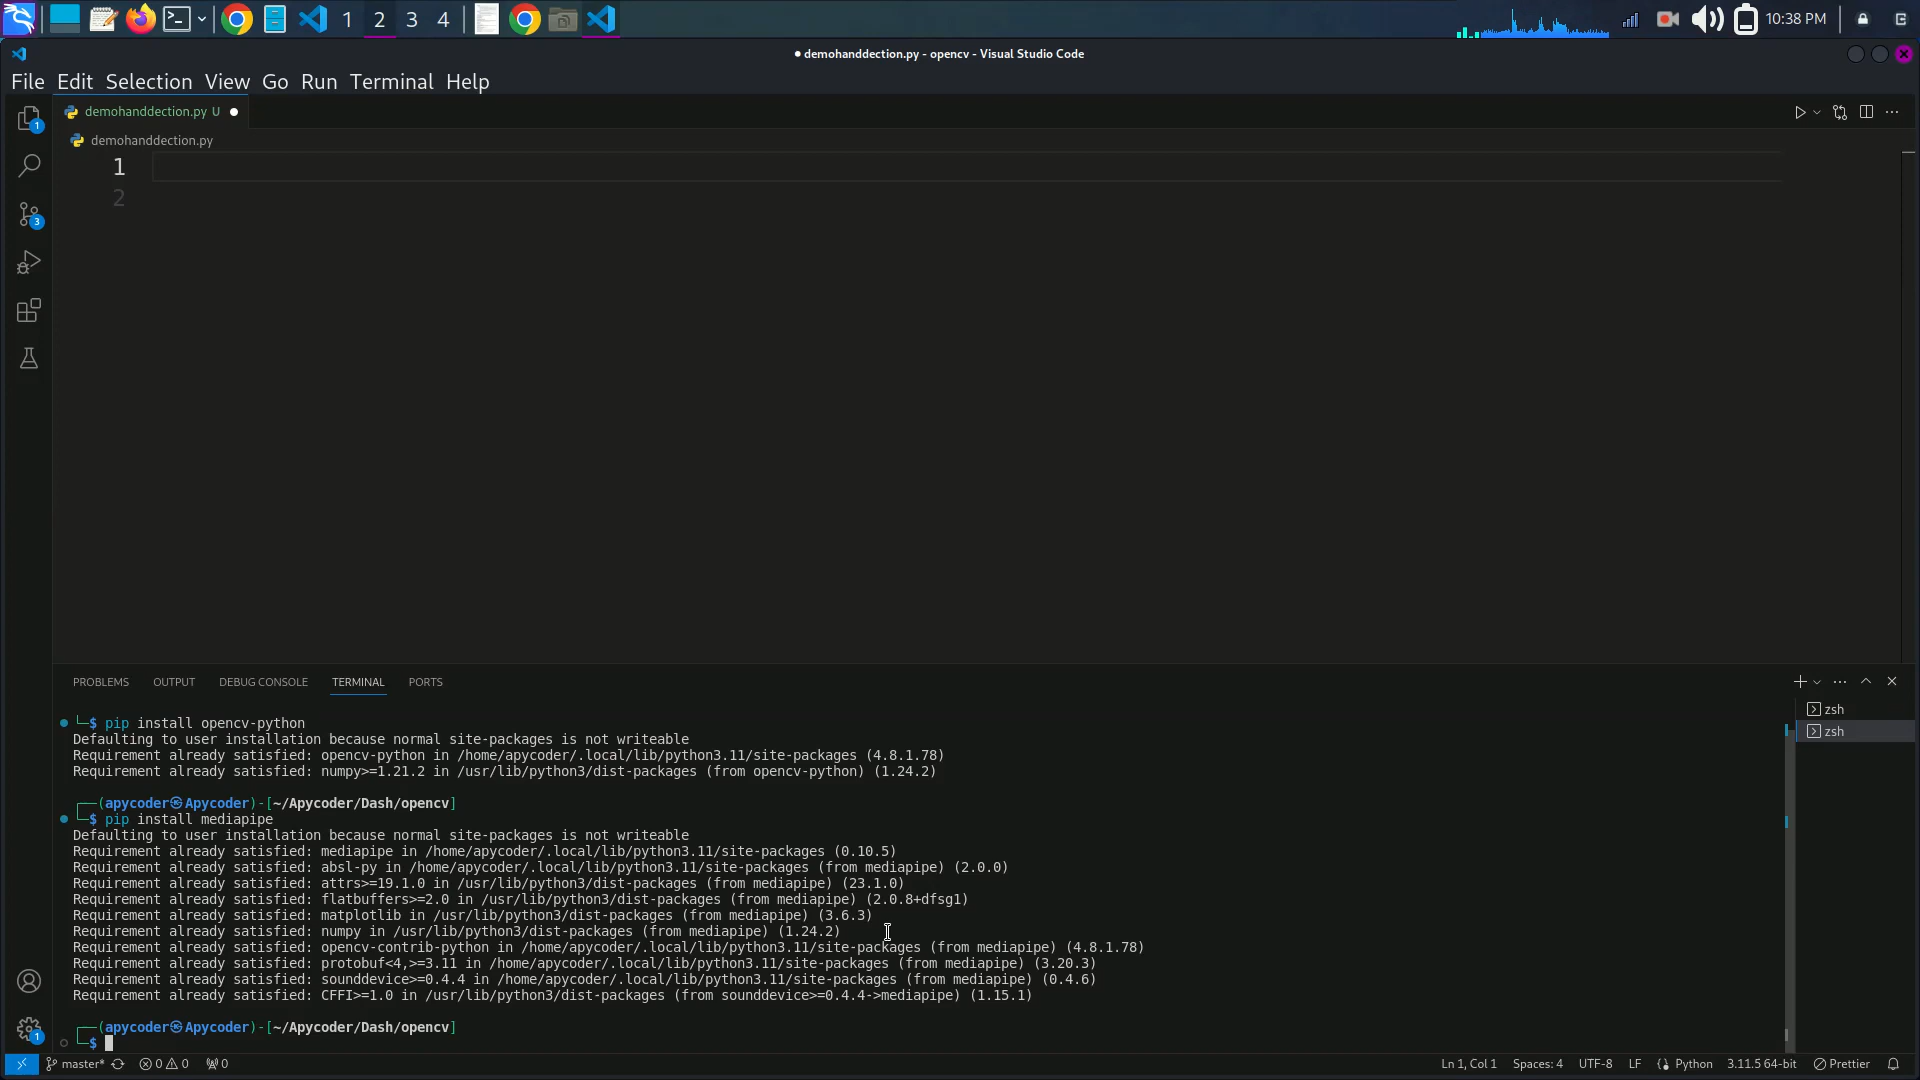 1 2 3 4 10:38 PM
● demohanddection.py - opencv - Visual Studio Code
File Edit Selection View Go Run Terminal Help
demohanddection.py U ●
1
demohanddection.py
1
2
3
1
PROBLEMS OUTPUT DEBUG CONSOLE TERMINAL PORTS
zsh
zsh
└─$ pip install opencv-python
Defaulting to user installation because normal site-packages is not writeable
Requirement already satisfied: opencv-python in /home/apycoder/.local/lib/python3.11/site-packages (4.8.1.78)
Requirement already satisfied: numpy>=1.21.2 in /usr/lib/python3/dist-packages (from opencv-python) (1.24.2)
┌──(apycoder㉿Apycoder)-[~/Apycoder/Dash/opencv]
└─$ pip install mediapipe
Defaulting to user installation because normal site-packages is not writeable
Requirement already satisfied: mediapipe in /home/apycoder/.local/lib/python3.11/site-packages (0.10.5)
Requirement already satisfied: absl-py in /home/apycoder/.local/lib/python3.11/site-packages (from mediapipe) (2.0.0)
Requirement already satisfied: attrs>=19.1.0 in /usr/lib/python3/dist-packages (from mediapipe) (23.1.0)
Requirement already satisfied: flatbuffers>=2.0 in /usr/lib/python3/dist-packages (from mediapipe) (2.0.8+dfsg1)
Requirement already satisfied: matplotlib in /usr/lib/python3/dist-packages (from mediapipe) (3.6.3)
Requirement already satisfied: numpy in /usr/lib/python3/dist-packages (from mediapipe) (1.24.2)
Requirement already satisfied: opencv-contrib-python in /home/apycoder/.local/lib/python3.11/site-packages (from mediapipe) (4.8.1.78)
Requirement already satisfied: protobuf<4,>=3.11 in /home/apycoder/.local/lib/python3.11/site-packages (from mediapipe) (3.20.3)
Requirement already satisfied: sounddevice>=0.4.4 in /home/apycoder/.local/lib/python3.11/site-packages (from mediapipe) (0.4.6)
Requirement already satisfied: CFFI>=1.0 in /usr/lib/python3/dist-packages (from sounddevice>=0.4.4->mediapipe) (1.15.1)
┌──(apycoder㉿Apycoder)-[~/Apycoder/Dash/opencv]
└─$
master* 0 0 0 Ln 1, Col 1 Spaces: 4 UTF-8 LF Python 3.11.5 64-bit Prettier